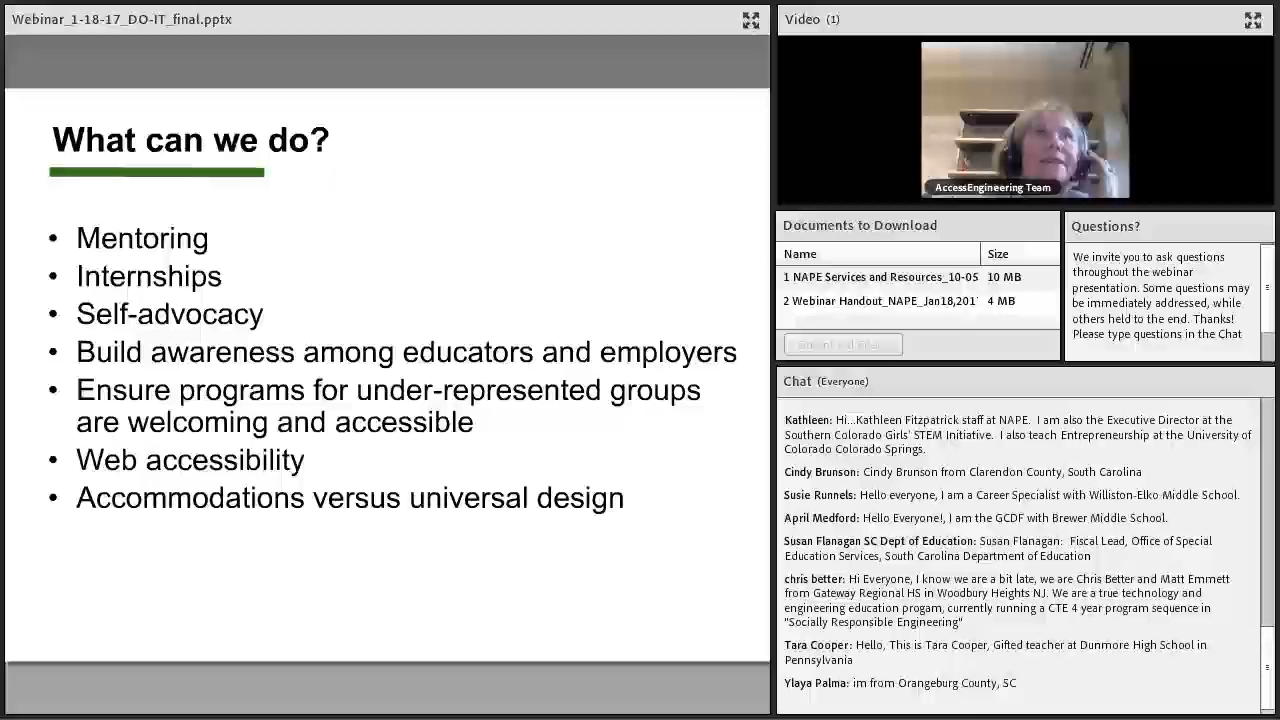 Webinar_1-18-17_DO-IT_final.pptx
What can we do?
• Mentoring
• Internships
• Self-advocacy
• Build awareness among educators and employers
• Ensure programs for under-represented groups
are welcoming and accessible
• Web accessibility
• Accommodations versus universal design
Video (1)
AccessEngineering Team
Documents to Download
Name Size
1 NAPE Services and Resources_10-05 10 MB
2 Webinar Handout_NAPE_Jan18,201 4 MB
Questions?
We invite you to ask questions
throughout the webinar
presentation. Some questions may
be immediately addressed, while
others held to the end. Thanks!
Please type questions in the Chat
Chat (Everyone)
Kathleen: Hi...Kathleen Fitzpatrick staff at NAPE. I am also the Executive Director at the
Southern Colorado Girls' STEM Initiative. I also teach Entrepreneurship at the University of
Colorado Colorado Springs.
Cindy Brunson: Cindy Brunson from Clarendon County, South Carolina
Susie Runnels: Hello everyone, I am a Career Specialist with Williston-Elko Middle School.
April Medford: Hello Everyone!, I am the GCDF with Brewer Middle School.
Susan Flanagan SC Dept of Education: Susan Flanagan: Fiscal Lead, Office of Special
Education Services, South Carolina Department of Education
chris better: Hi Everyone, I know we are a bit late, we are Chris Better and Matt Emmett
from Gateway Regional HS in Woodbury Heights NJ. We are a true technology and
engineering education progam, currently running a CTE 4 year program sequence in
"Socially Responsible Engineering"
Tara Cooper: Hello, This is Tara Cooper, Gifted teacher at Dunmore High School in
Pennsylvania
Ylaya Palma: im from Orangeburg County, SC